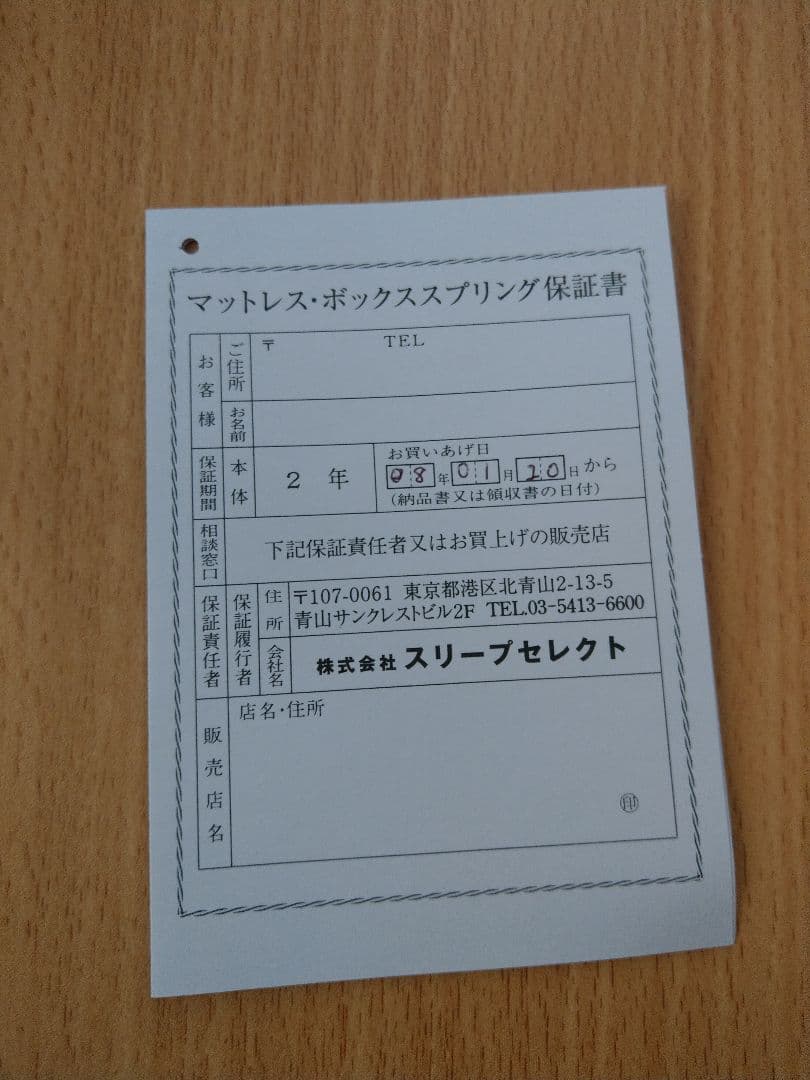 マットレス・ボックススプリング保証書
お客様
ご住所
〒 TEL
お名前
保証期間
本体
2年
お買いあげ日
08年01月20日から
(納品書又は領収書の日付)
相談窓口
下記保証責任者又はお買上げの販売店
保証責任者
保証履行者
住所
〒107-0061 東京都港区北青山2-13-5
青山サンクレストビル2F TEL.03-5413-6600
会社名
株式会社スリープセレクト
販売店名
店名・住所
印